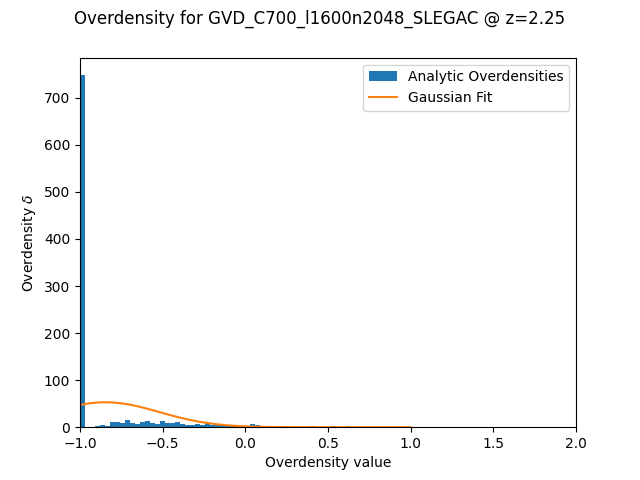 Overdensity for GVD_C700_l1600n2048_SLEGAC @ z=2.25
Analytic Overdensities
Gaussian Fit
Overdensity δ
700
600
500
400
300
200
100
0
−1.0 −0.5 0.0 0.5 1.0 1.5 2.0
Overdensity value